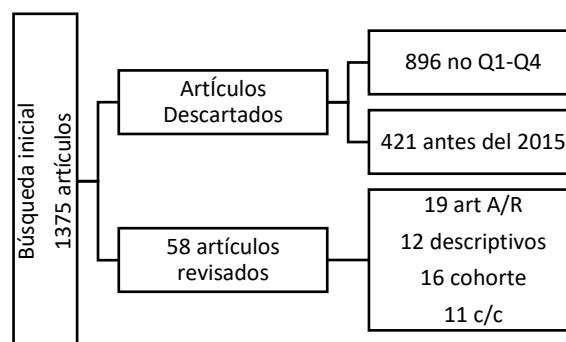 Búsqueda inicial
1375 artículos
Artículos
Descartados
896 no Q1-Q4
421 antes del 2015
58 artículos
revisados
19 art A/R
12 descriptivos
16 cohorte
11 c/c